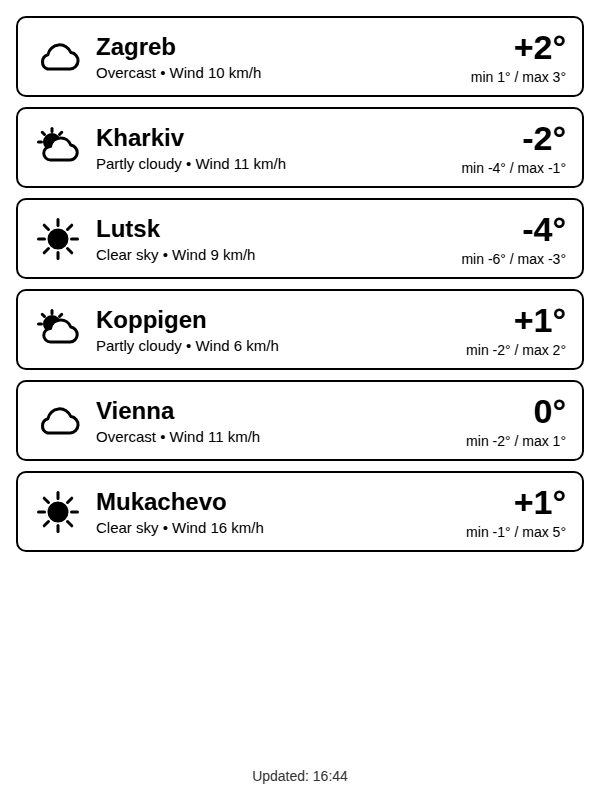 Zagreb
+2°
Overcast • Wind 10 km/h
min 1° / max 3°
Kharkiv
-2°
Partly cloudy • Wind 11 km/h
min -4° / max -1°
Lutsk
-4°
Clear sky • Wind 9 km/h
min -6° / max -3°
Koppigen
+1°
Partly cloudy • Wind 6 km/h
min -2° / max 2°
Vienna
0°
Overcast • Wind 11 km/h
min -2° / max 1°
Mukachevo
+1°
Clear sky • Wind 16 km/h
min -1° / max 5°
Updated: 16:44